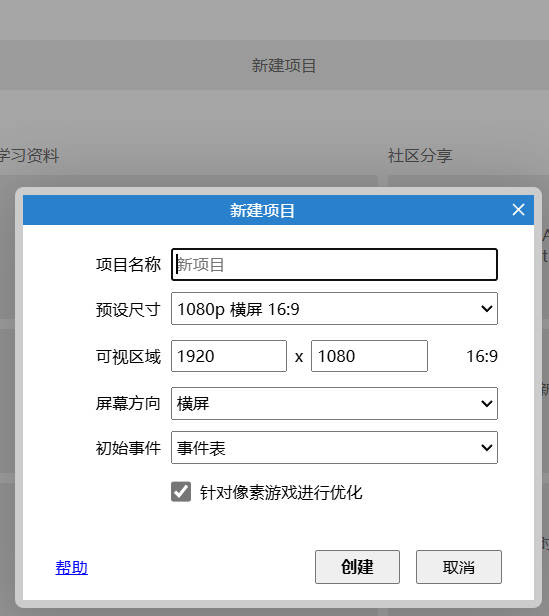 新建项目
学习资料 社区分享
新建项目
项目名称 新项目
预设尺寸 1080p 横屏 16:9
可视区域 1920 x 1080 16:9
屏幕方向 横屏
初始事件 事件表
针对像素游戏进行优化
帮助 创建 取消